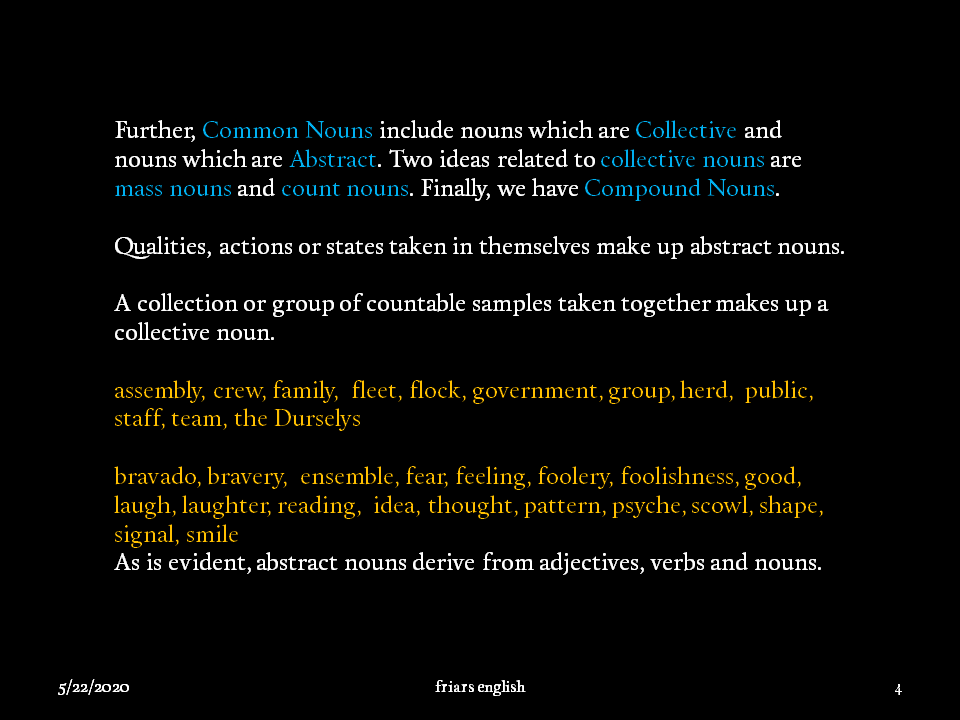 Further, Common Nouns include nouns which are Collective and
nouns which are Abstract. Two ideas related to collective nouns are
mass nouns and count nouns. Finally, we have Compound Nouns.
Qualities, actions or states taken in themselves make up abstract nouns.
A collection or group of countable samples taken together makes up a
collective noun.
assembly, crew, family, fleet, flock, government, group, herd, public,
staff, team, the Durselys
bravado, bravery, ensemble, fear, feeling, foolery, foolishness, good,
laugh, laughter, reading, idea, thought, pattern, psyche, scowl, shape,
signal, smile
As is evident, abstract nouns derive from adjectives, verbs and nouns.
5/22/2020 friars english 4